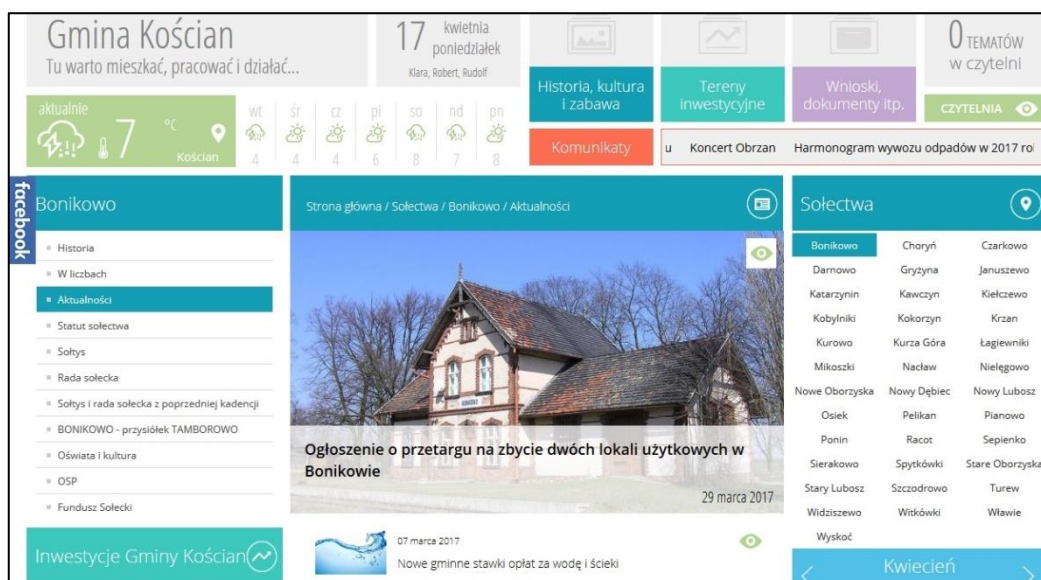 Gmina Kościan
Tu warto mieszkać, pracować i działać...
17
kwietnia
poniedziałek
Klara, Robert, Rudolf
Historia, kultura
i zabawa
Tereny
inwestycyjne
Wnioski,
dokumenty itp.
0 TEMATÓW
w czytelni
CZYTELNIA
aktualnie
7 °C
Kościan
wt śr cz pi so nd pn
4 4 4 6 8 7 8
Komunikaty
u Koncert Obrzan Harmonogram wywozu odpadów w 2017 roi
facebook
Bonikowo
Historia
W liczbach
Aktualności
Statut sołectwa
Sołtys
Rada sołecka
Sołtys i rada sołecka z poprzedniej kadencji
BONIKOWO - przysiółek TAMBOROWO
Oświata i kultura
OSP
Fundusz Sołecki
Inwestycje Gminy Kościan
Strona główna / Sołectwa / Bonikowo / Aktualności
BONIKOWO
Ogłoszenie o przetargu na zbycie dwóch lokali użytkowych w
Bonikowie
29 marca 2017
07 marca 2017
Nowe gminne stawki opłat za wodę i ścieki
Sołectwa
Bonikowo Choryń Czarkowo
Darnowo Gryżyna Januszewo
Katarzynin Kawczyn Kiełczewo
Kobylniki Kokorzyn Krzan
Kurowo Kurza Góra Łagiewniki
Mikoszki Nacław Nielęgowo
Nowe Oborzyska Nowy Dębiec Nowy Lubosz
Osiek Pelikan Pianowo
Ponin Racot Sepienko
Sierakowo Spytkówki Stare Oborzyska
Stary Lubosz Szczodrowo Turew
Widziszewo Witkówki Wławie
Wyskoć
Kwiecień